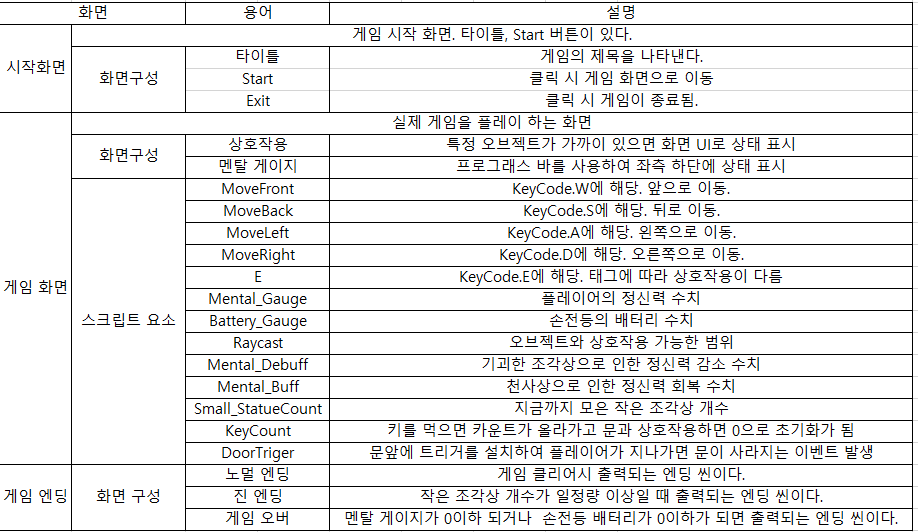 화면 용어 설명
시작화면
게임 시작 화면. 타이틀, Start 버튼이 있다.
화면구성
타이틀 게임의 제목을 나타낸다.
Start 클릭 시 게임 화면으로 이동
Exit 클릭 시 게임이 종료됨.
게임 화면
실제 게임을 플레이 하는 화면
화면구성
상호작용 특정 오브젝트가 가까이 있으면 화면 UI로 상태 표시
멘탈 게이지 프로그래스 바를 사용하여 좌측 하단에 상태 표시
스크립트 요소
MoveFront KeyCode.W에 해당. 앞으로 이동.
MoveBack KeyCode.S에 해당. 뒤로 이동.
MoveLeft KeyCode.A에 해당. 왼쪽으로 이동.
MoveRight KeyCode.D에 해당. 오른쪽으로 이동.
E KeyCode.E에 해당. 태그에 따라 상호작용이 다름
Mental_Gauge 플레이어의 정신력 수치
Battery_Gauge 손전등의 배터리 수치
Raycast 오브젝트와 상호작용 가능한 범위
Mental_Debuff 기괴한 조각상으로 인한 정신력 감소 수치
Mental_Buff 천사상으로 인한 정신력 회복 수치
Small_StatueCount 지금까지 모은 작은 조각상 개수
KeyCount 키를 먹으면 카운트가 올라가고 문과 상호작용하면 0으로 초기화가 됨
DoorTriger 문앞에 트리거를 설치하여 플레이어가 지나가면 문이 사라지는 이벤트 발생
게임 엔딩
화면 구성
노멀 엔딩 게임 클리어시 출력되는 엔딩 씬이다.
진 엔딩 작은 조각상 개수가 일정량 이상일 때 출력되는 엔딩 씬이다.
게임 오버 멘탈 게이지가 0이하 되거나 손전등 배터리가 0이하가 되면 출력되는 엔딩 씬이다.